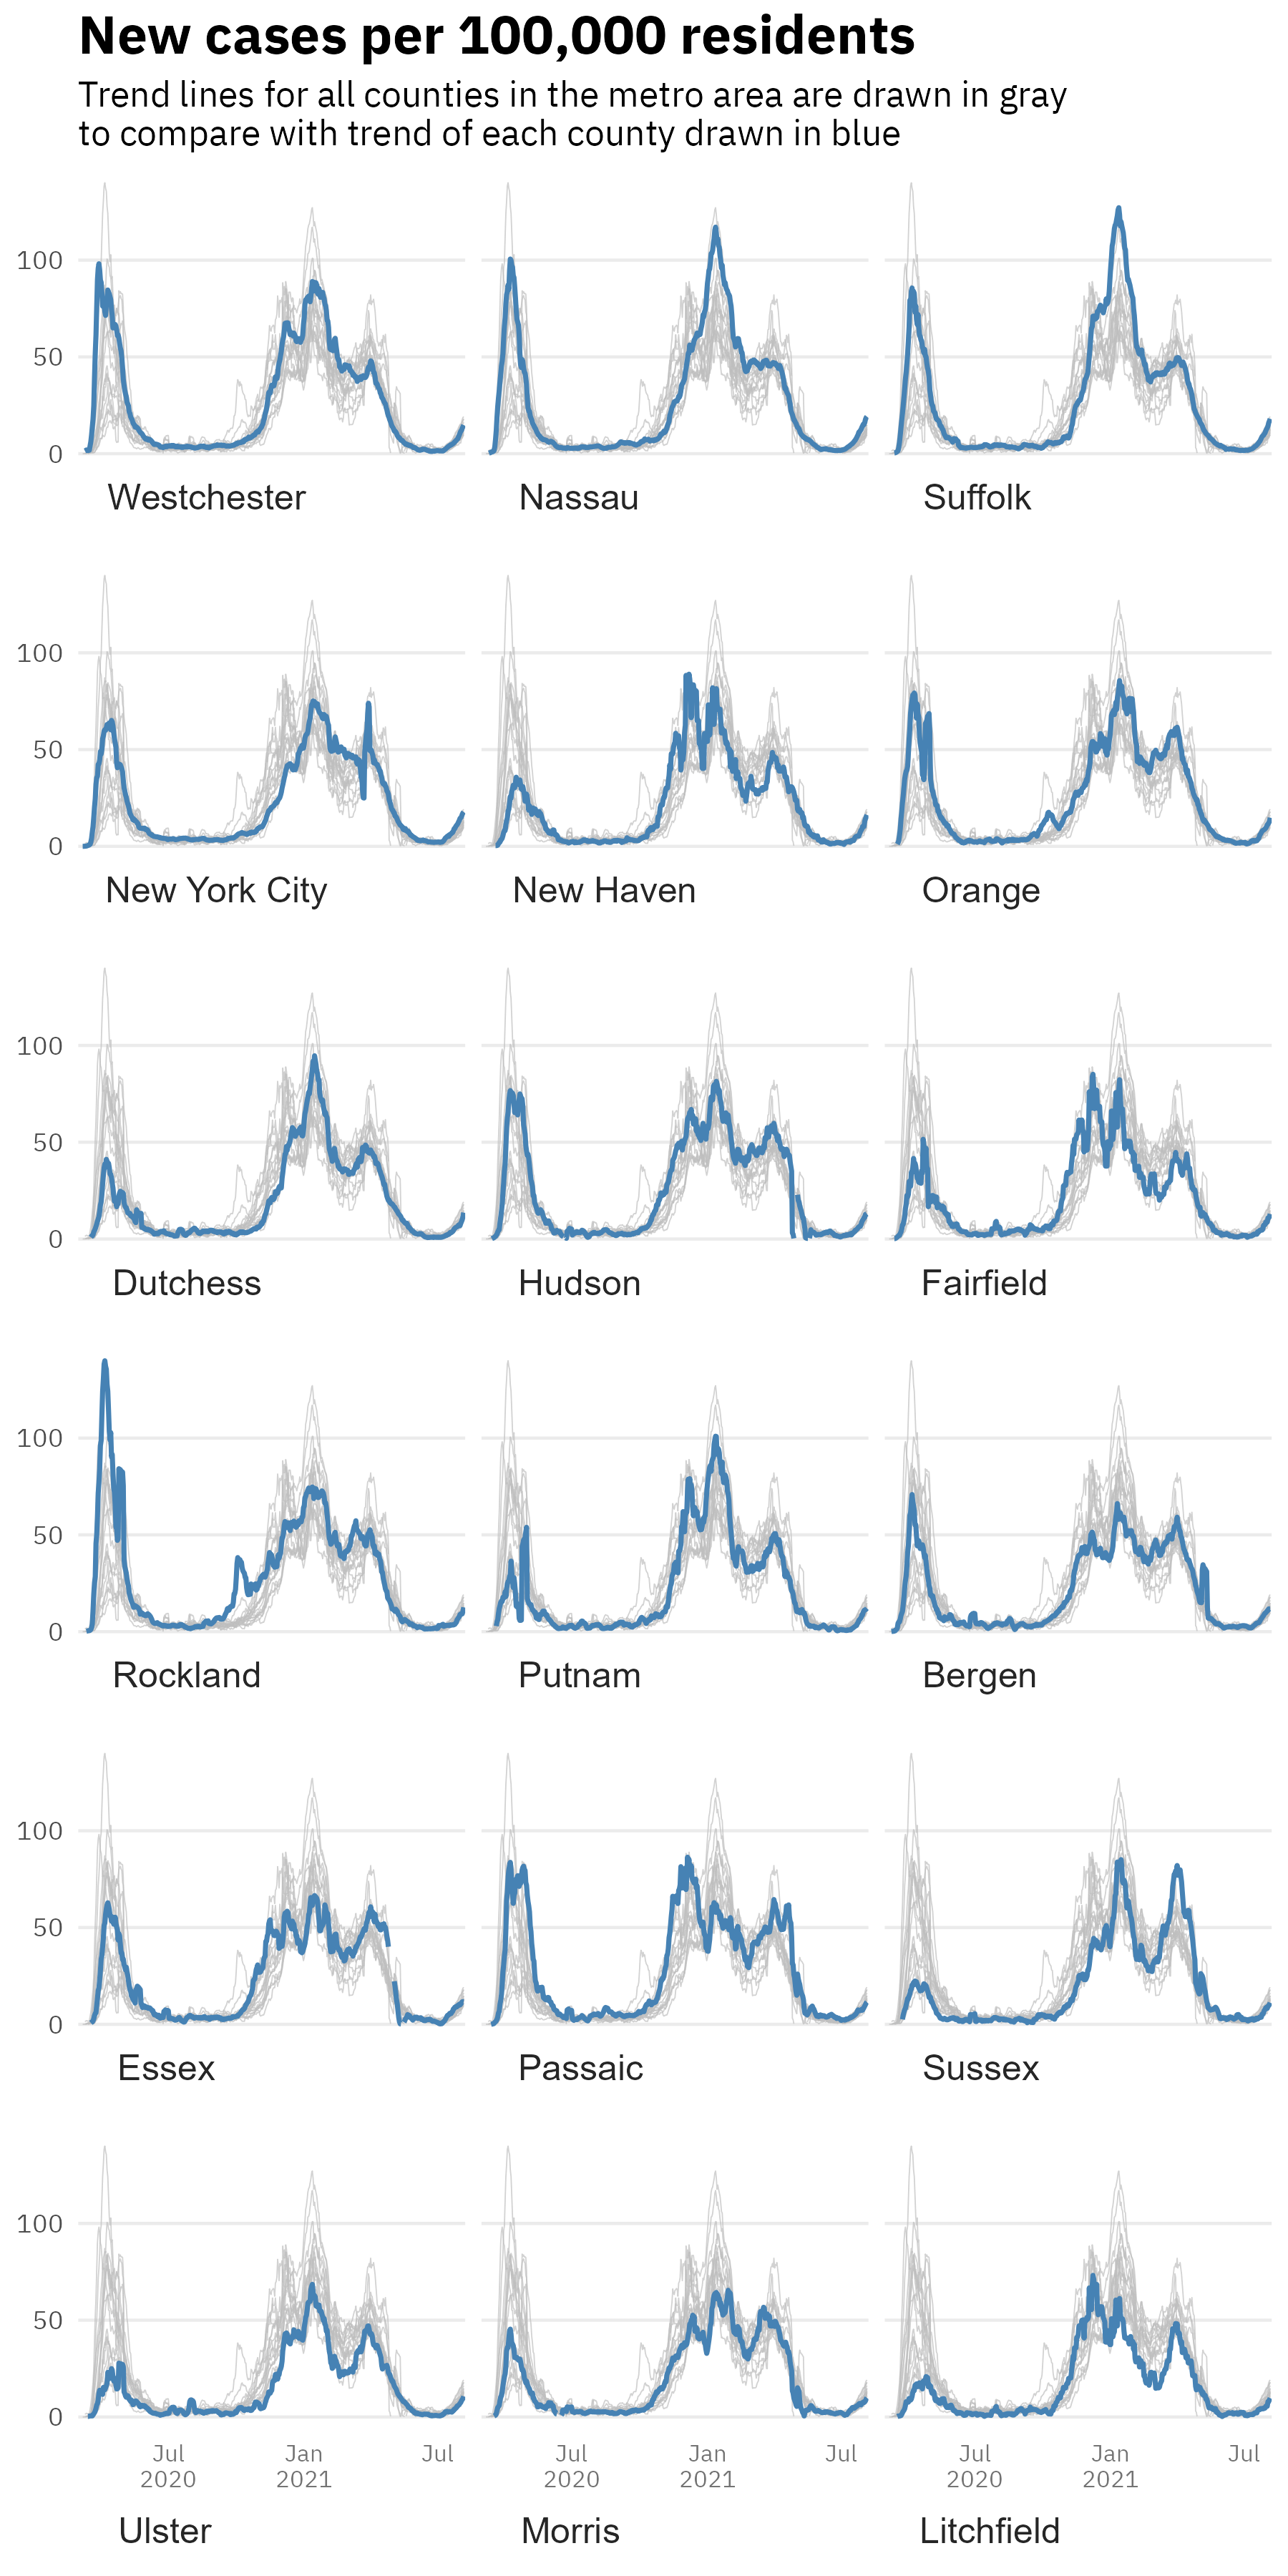 New cases per 100,000 residents
Trend lines for all counties in the metro area are drawn in gray
to compare with trend of each county drawn in blue
100
50
0
Westchester Nassau Suffolk
100
50
0
New York City New Haven Orange
100
50
0
Dutchess Hudson Fairfield
100
50
0
Rockland Putnam Bergen
100
50
0
Essex Passaic Sussex
100
50
0
Jul Jan Jul Jul Jan Jul Jul Jan Jul
2020 2021 2020 2021 2020 2021
Ulster Morris Litchfield